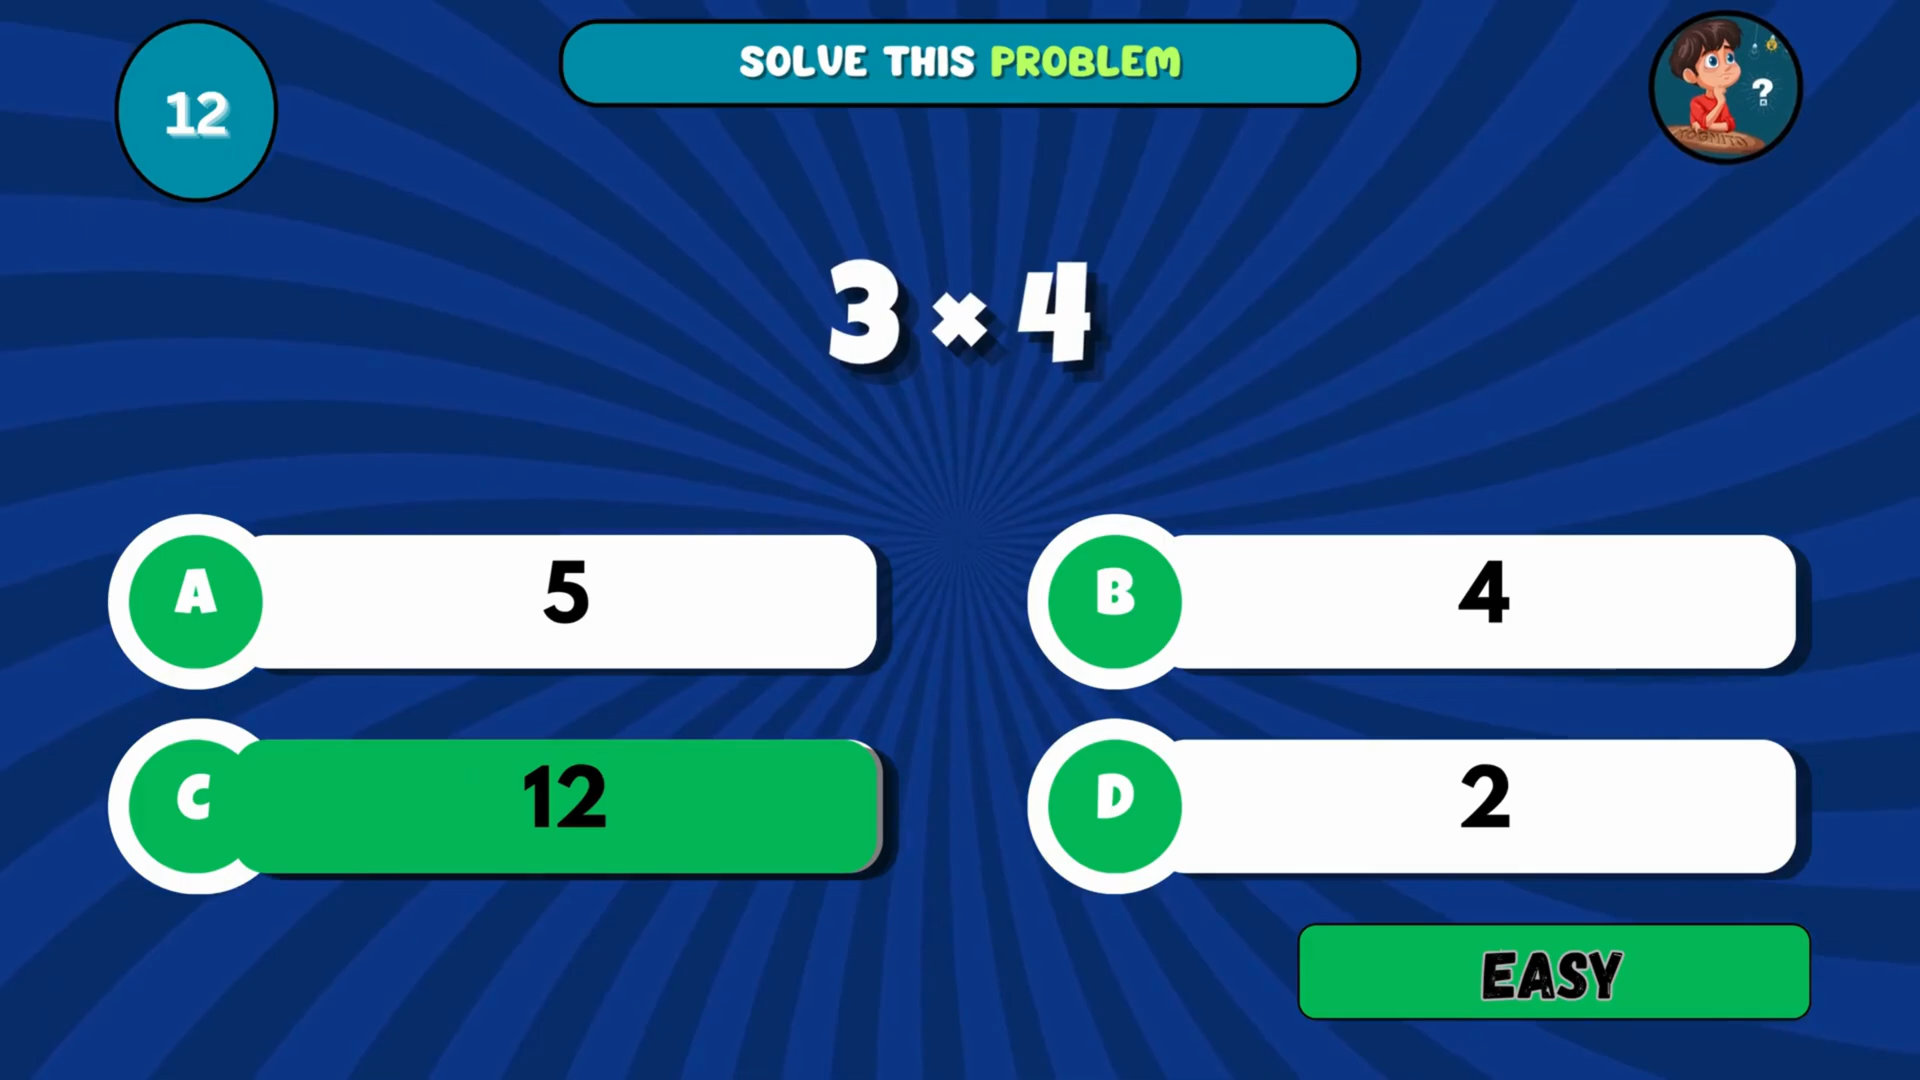 12
SOLVE THIS PROBLEM
?
3 × 4
A 5
B 4
C 12
D 2
EASY